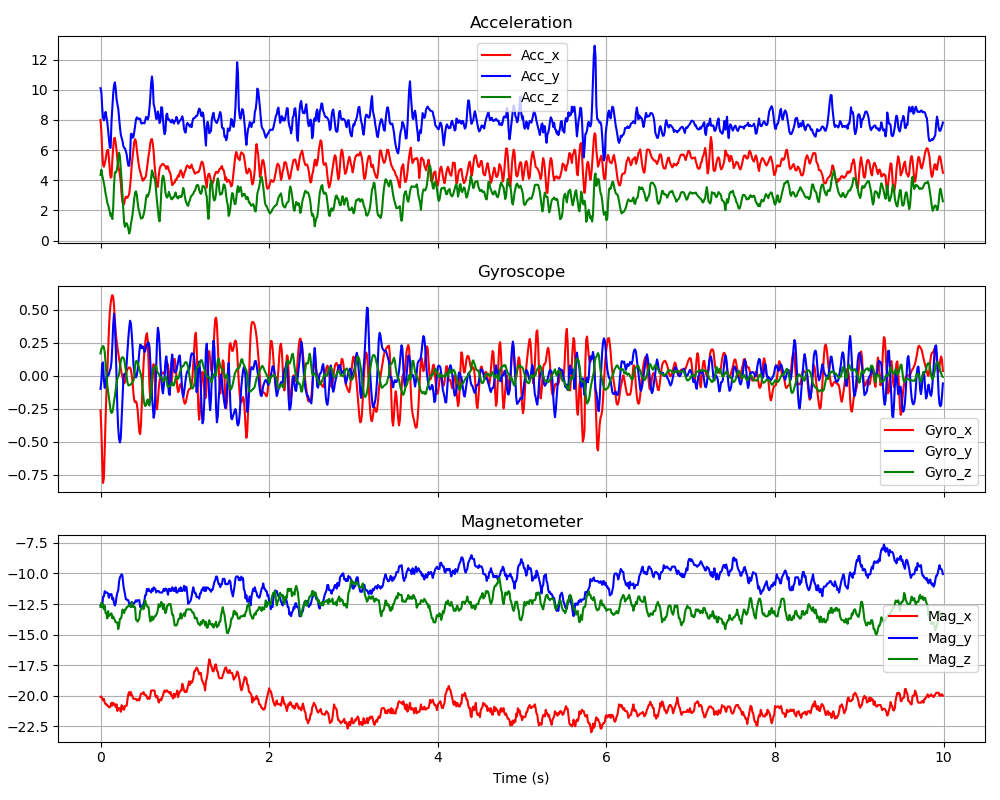 Acceleration
12
10
8
6
4
2
0
Acc_x
Acc_y
Acc_z
Gyroscope
0.50
0.25
0.00
−0.25
−0.50
−0.75
Gyro_x
Gyro_y
Gyro_z
Magnetometer
−7.5
−10.0
−12.5
−15.0
−17.5
−20.0
−22.5
Mag_x
Mag_y
Mag_z
0 2 4 6 8 10
Time (s)